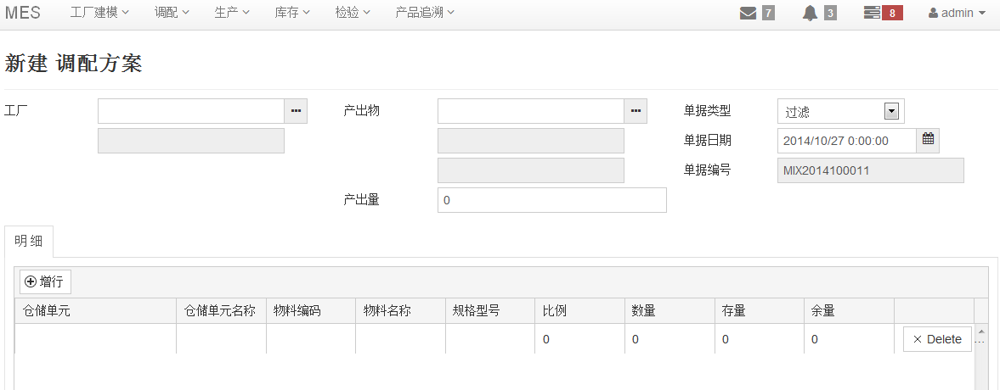 MES 工厂建模 调配 生产 库存 检验 产品追溯 7 3 8 admin
新建 调配方案
工厂 产出物 单据类型 过滤
单据日期 2014/10/27 0:00:00
单据编号 MIX2014100011
产出量 0
明 细
增行
仓储单元 仓储单元名称 物料编码 物料名称 规格型号 比例 数量 存量 余量
0 0 0 0 Delete